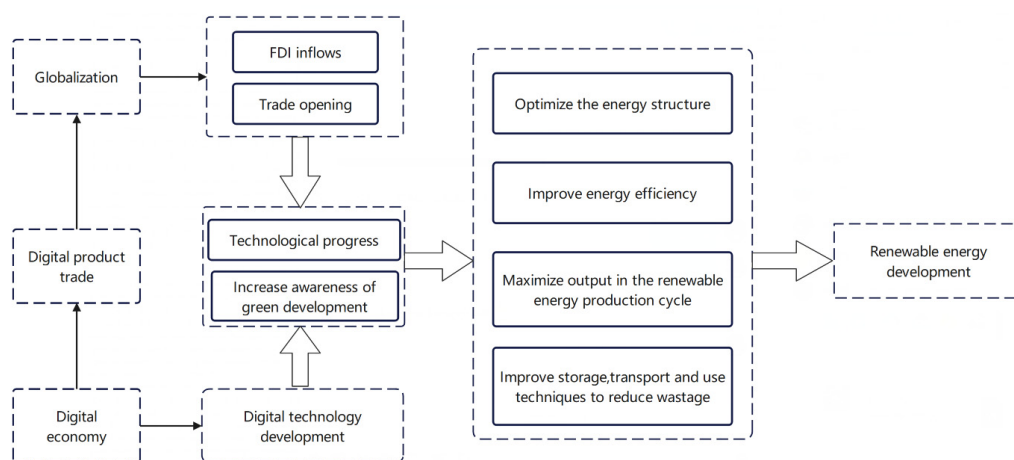 FDI inflows
Globalization
Trade opening
Optimize the energy structure
Improve energy efficiency
Technological progress
Digital product
trade
Renewable energy
development
Increase awareness of
green development
Maximize output in the renewable
energy production cycle
Improve storage,transport and use
techniques to reduce wastage
Digital
economy
Digital technology
development